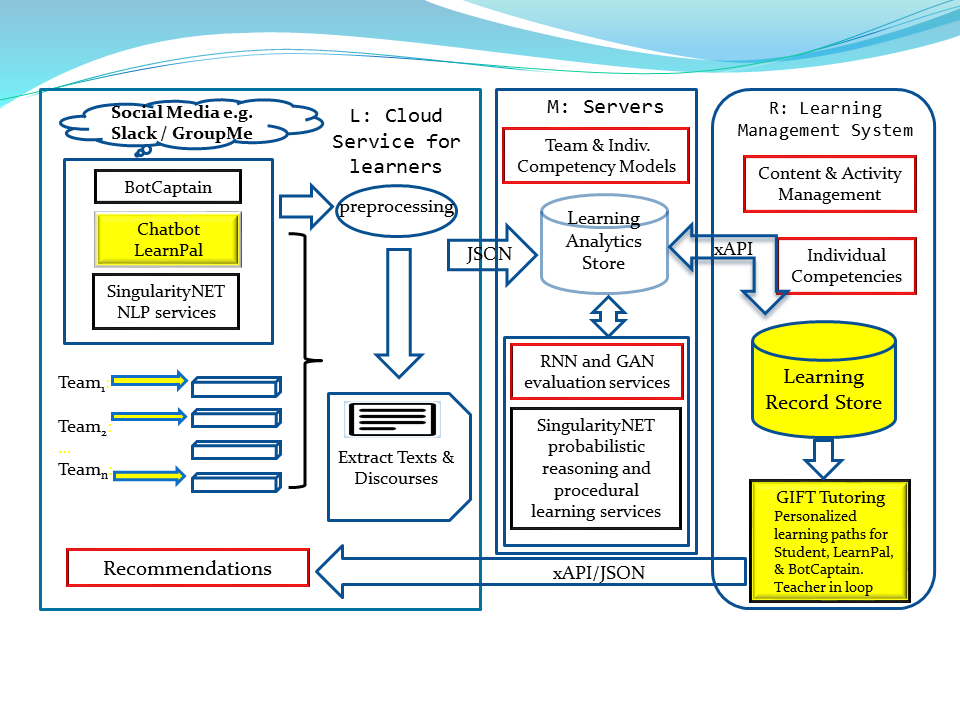 Social Media e.g.
Slack / GroupMe
L: Cloud
Service for
learners
BotCaptain
Chatbot
LearnPal
SingularityNET
NLP services
preprocessing
Team1:
Team2:
...
Teamn:
Extract Texts &
Discourses
Recommendations
JSON
M: Servers
Team & Indiv.
Competency Models
Learning
Analytics
Store
RNN and GAN
evaluation services
SingularityNET
probabilistic
reasoning and
procedural
learning services
xAPI
xAPI/JSON
R: Learning
Management System
Content & Activity
Management
Individual
Competencies
Learning
Record Store
GIFT Tutoring
Personalized
learning paths for
Student, LearnPal,
& BotCaptain.
Teacher in loop